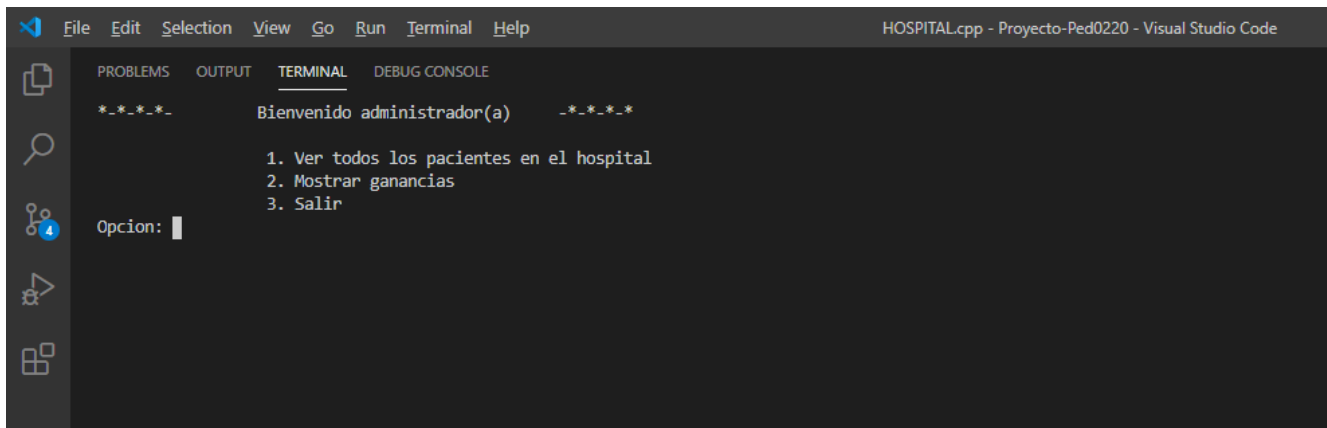 File Edit Selection View Go Run Terminal Help HOSPITAL.cpp - Proyecto-Ped0220 - Visual Studio Code
PROBLEMS OUTPUT TERMINAL DEBUG CONSOLE
*-*-*-*- Bienvenido administrador(a) -*-*-*-*
1. Ver todos los pacientes en el hospital
2. Mostrar ganancias
3. Salir
Opcion:
4